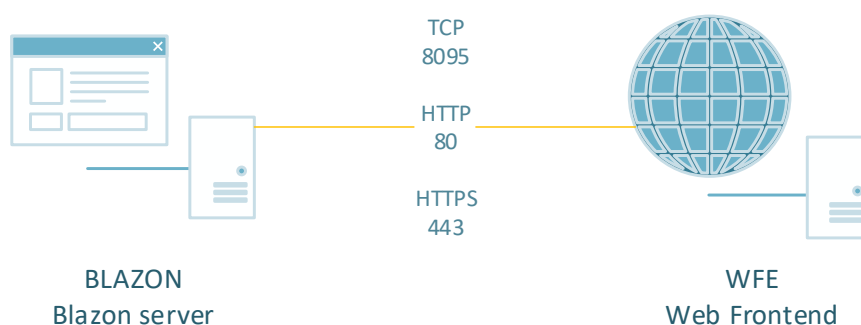 TCP
8095
HTTP
80
HTTPS
443
BLAZON
Blazon server
WFE
Web Frontend